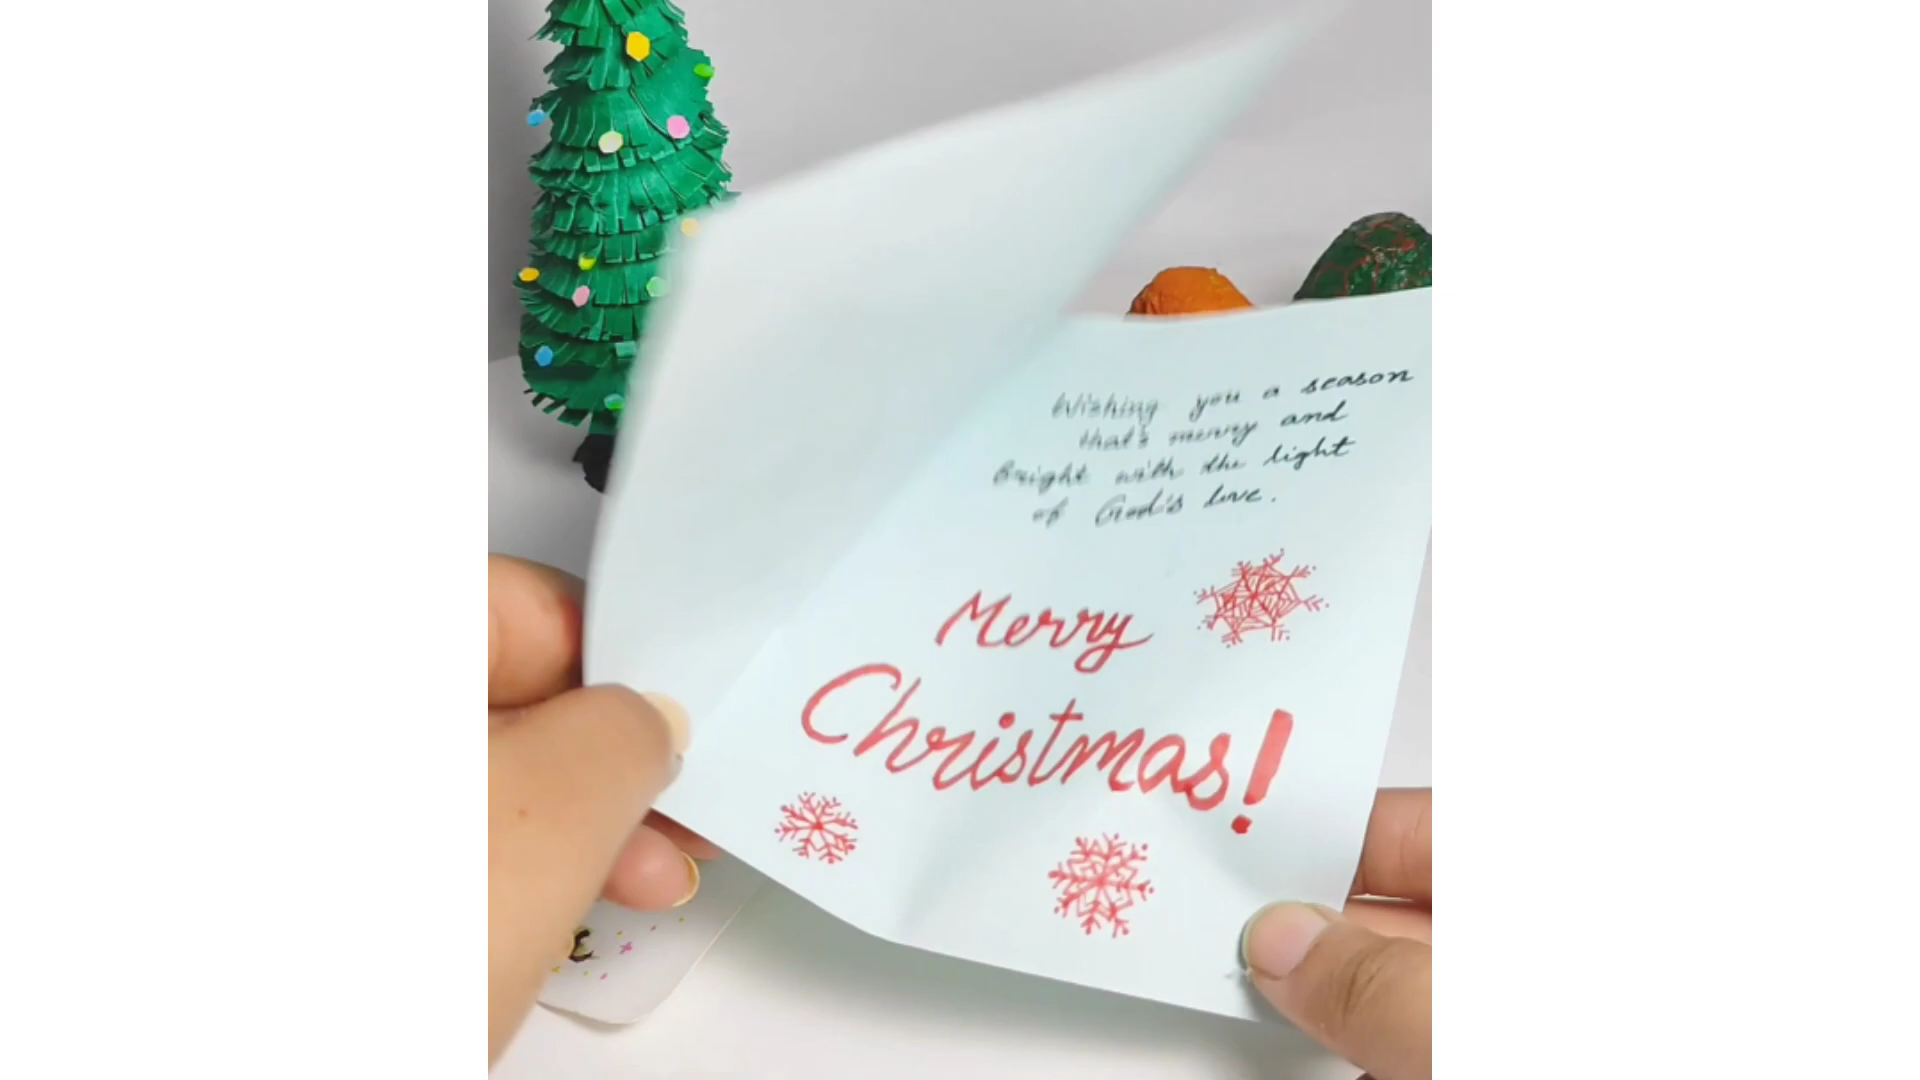 Wishing you a season
that's merry and
Bright with the light
of God's love.
Merry
Christmas!